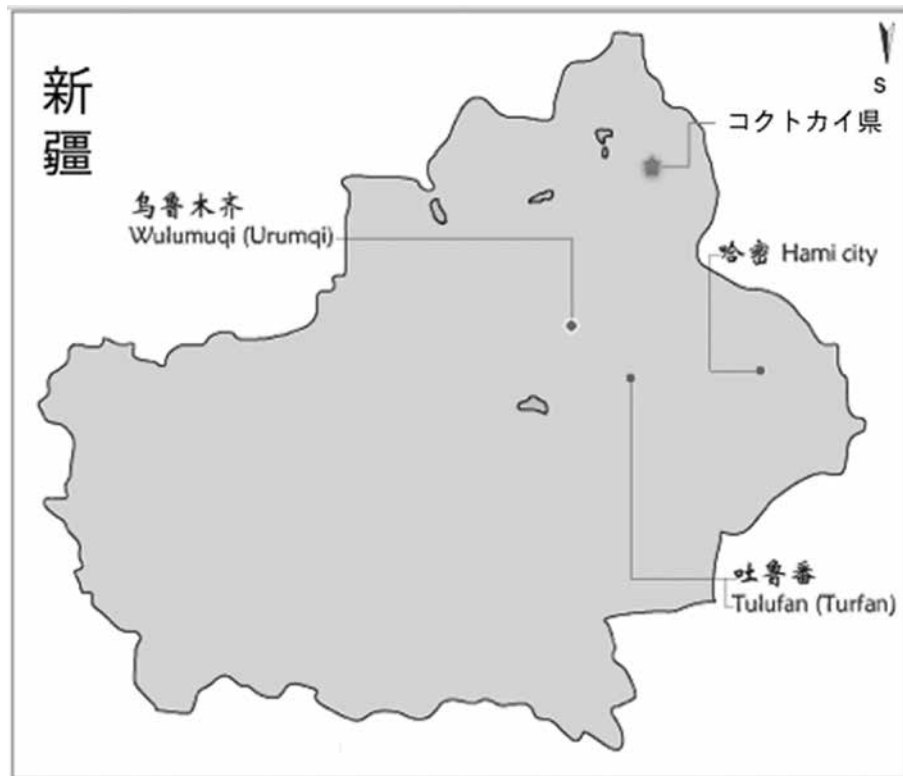 新疆
S
コクトカイ県
乌鲁木齐
Wulumuqi (Urumqi)
哈密 Hami city
吐鲁番
Tulufan (Turfan)